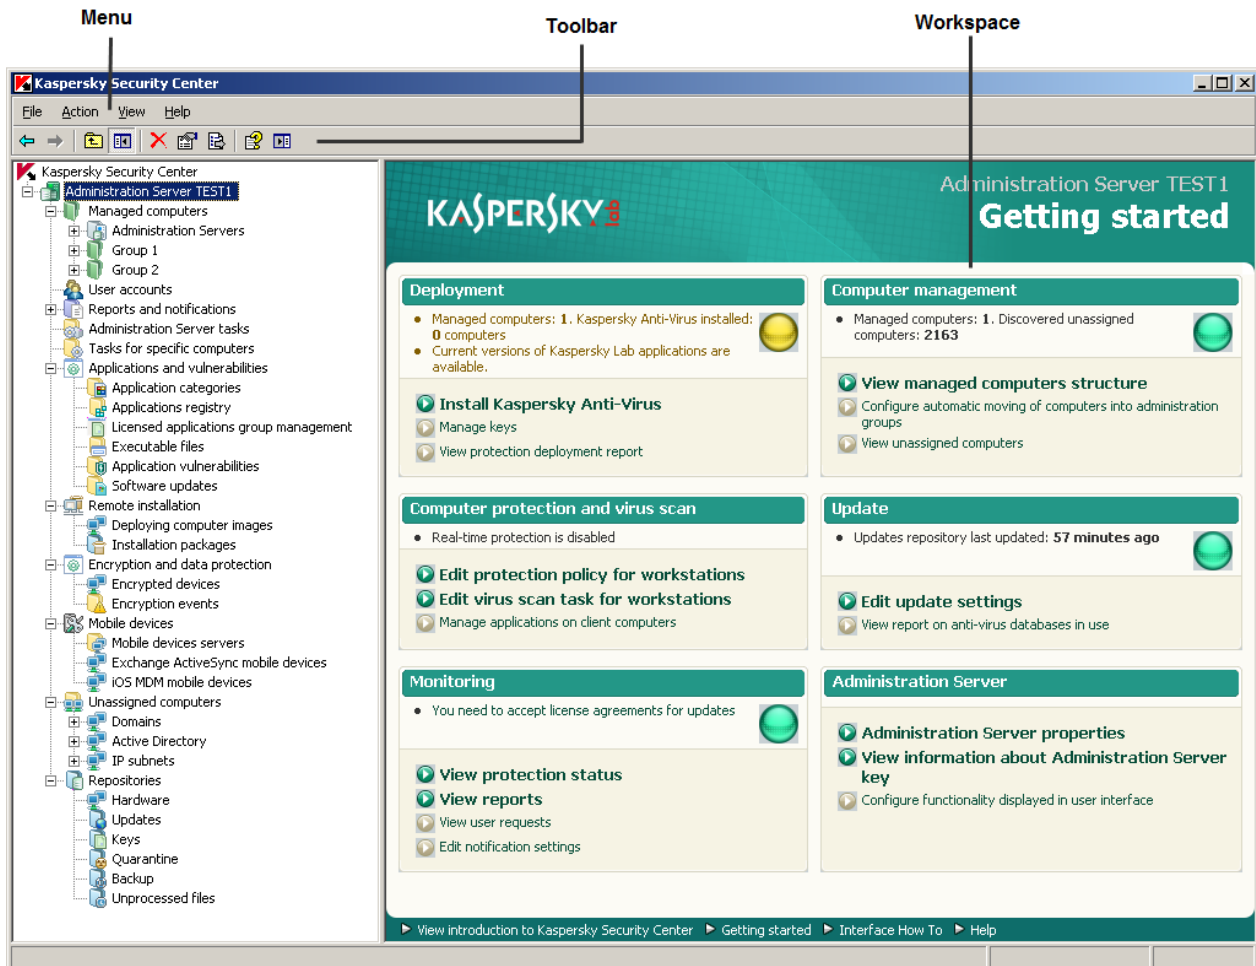 Menu
Toolbar
Workspace
Kaspersky Security Center
File Action View Help
Kaspersky Security Center
Administration Server TEST1
Managed computers
Administration Servers
Group 1
Group 2
User accounts
Reports and notifications
Administration Server tasks
Tasks for specific computers
Applications and vulnerabilities
Application categories
Applications registry
Licensed applications group management
Executable files
Application vulnerabilities
Software updates
Remote installation
Deploying computer images
Installation packages
Encryption and data protection
Encrypted devices
Encryption events
Mobile devices
Mobile devices servers
Exchange ActiveSync mobile devices
iOS MDM mobile devices
Unassigned computers
Domains
Active Directory
IP subnets
Repositories
Hardware
Updates
Keys
Quarantine
Backup
Unprocessed files
KASPERSKY lab
Administration Server TEST1
Getting started
Deployment
• Managed computers: 1. Kaspersky Anti-Virus installed:
0 computers
• Current versions of Kaspersky Lab applications are
available.
Install Kaspersky Anti-Virus
Manage keys
View protection deployment report
Computer management
• Managed computers: 1. Discovered unassigned
computers: 2163
View managed computers structure
Configure automatic moving of computers into administration
groups
View unassigned computers
Computer protection and virus scan
• Real-time protection is disabled
Edit protection policy for workstations
Edit virus scan task for workstations
Manage applications on client computers
Update
• Updates repository last updated: 57 minutes ago
Edit update settings
View report on anti-virus databases in use
Monitoring
• You need to accept license agreements for updates
View protection status
View reports
View user requests
Edit notification settings
Administration Server
Administration Server properties
View information about Administration Server
key
Configure functionality displayed in user interface
View introduction to Kaspersky Security Center Getting started Interface How To Help